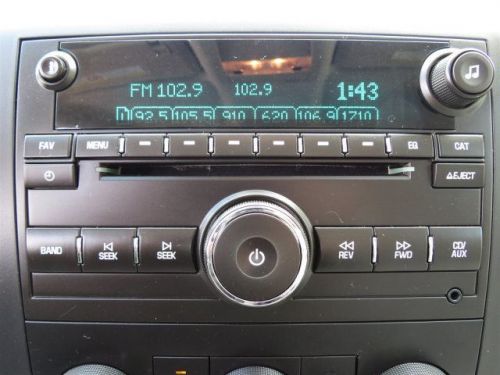 FM 102.9 102.9 1:43
92.5 105.5 910 620 106.9 1710
FAV MENU EQ CAT
EJECT
BAND SEEK SEEK REV FWD CD/
AUX